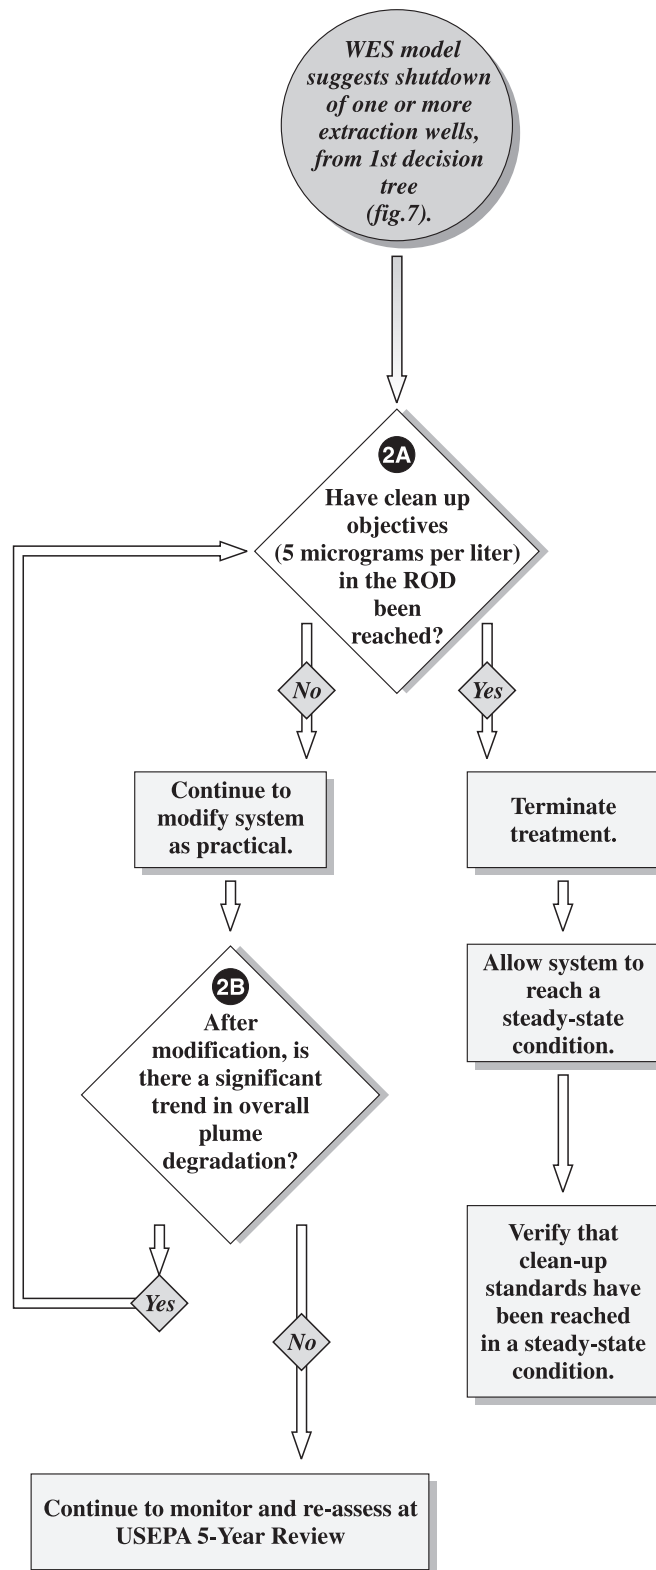 WES model
suggests shutdown
of one or more
extraction wells,
from 1st decision
tree
(fig.7).
2A
Have clean up
objectives
(5 micrograms per liter)
in the ROD
been
reached?
No
Yes
Continue to
modify system
as practical.
Terminate
treatment.
2B
After
modification, is
there a significant
trend in overall
plume
degradation?
Allow system to
reach a
steady-state
condition.
Verify that
clean-up
standards have
been reached
in a steady-state
condition.
Yes
No
Continue to monitor and re-assess at
USEPA 5-Year Review